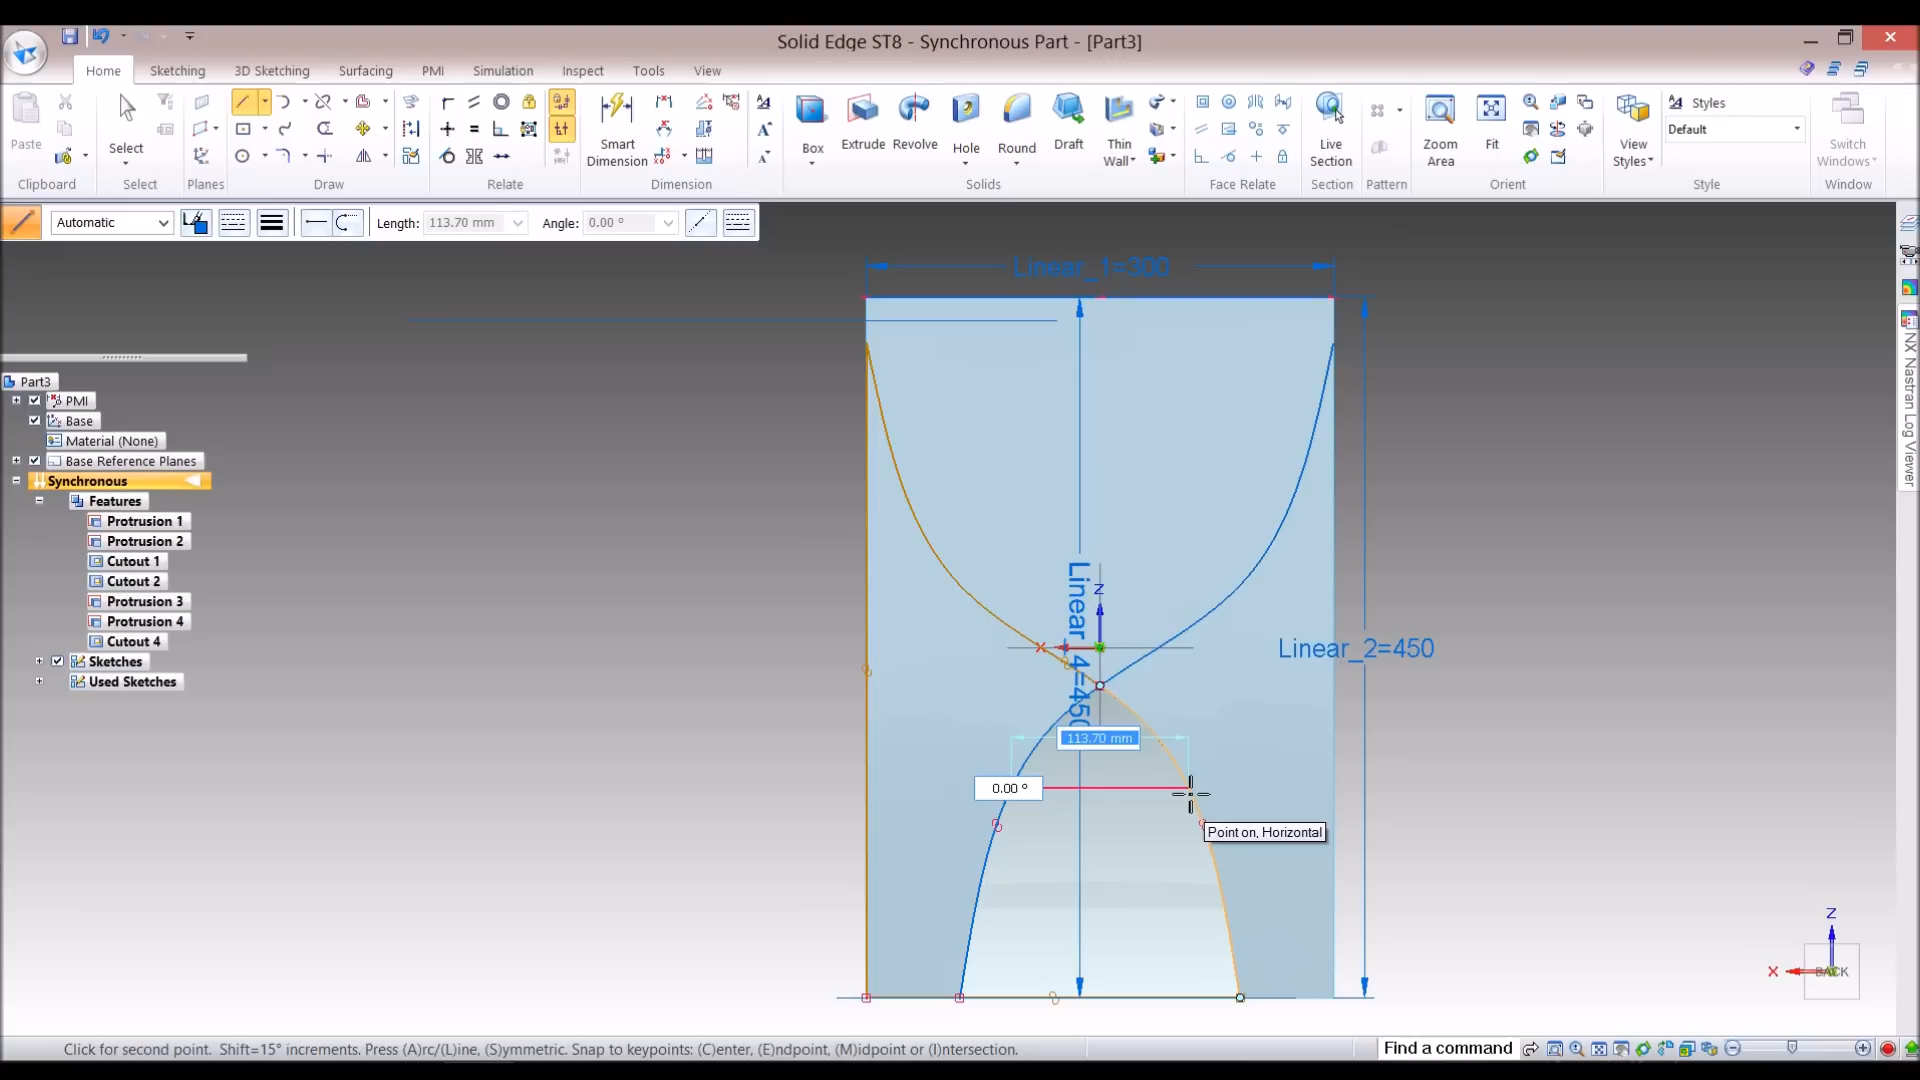 Solid Edge ST8 - Synchronous Part - [Part3]
Home Sketching 3D Sketching Surfacing PMI Simulation Inspect Tools View
Paste
Clipboard
Select
Select
Planes
Draw
Relate
Smart Dimension
Dimension
Box
Extrude
Revolve
Hole
Round
Draft
Thin Wall
Solids
Face Relate
Live Section
Section
Pattern
Zoom Area
Fit
Orient
View Styles
Styles
Default
Style
Switch Windows
Window
Automatic
Length: 113.70 mm
Angle: 0.00 °
Linear_1=300
Part3
PMI
Base
Material (None)
Base Reference Planes
Synchronous
Features
Protrusion 1
Protrusion 2
Cutout 1
Cutout 2
Protrusion 3
Protrusion 4
Cutout 4
Sketches
Used Sketches
NX Nastran Log Viewer
Z
X
Linear_4=450
Linear_2=450
113.70 mm
0.00 °
Point on, Horizontal
Z
X
BACK
Click for second point. Shift=15° increments. Press (A)rc/(L)ine, (S)ymmetric. Snap to keypoints: (C)enter, (E)ndpoint, (M)idpoint or (I)ntersection.
Find a command